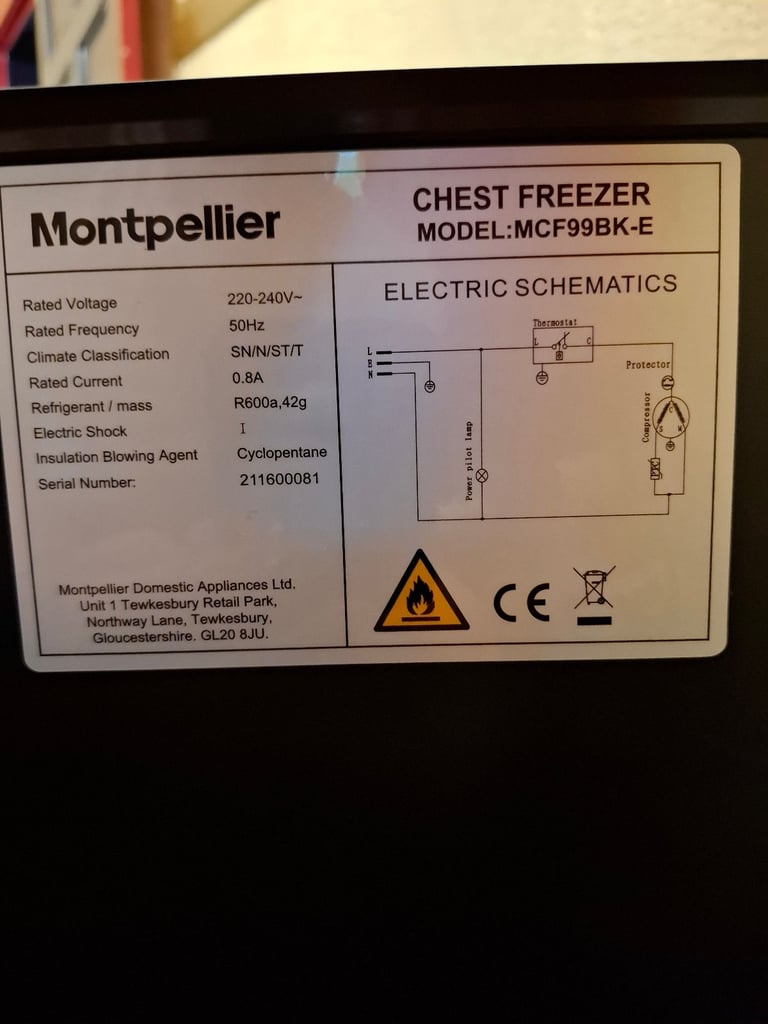 Montpellier
CHEST FREEZER
MODEL:MCF99BK-E
Rated Voltage 220-240V~
Rated Frequency 50Hz
Climate Classification SN/N/ST/T
Rated Current 0.8A
Refrigerant / mass R600a,42g
Electric Shock I
Insulation Blowing Agent Cyclopentane
Serial Number: 211600081
Montpellier Domestic Appliances Ltd.
Unit 1 Tewkesbury Retail Park,
Northway Lane, Tewkesbury,
Gloucestershire. GL20 8JU.
ELECTRIC SCHEMATICS
Thermostat
L C
L
E
N
Protector
Compressor
C
S M
PTC
Power pilot lamp
CE